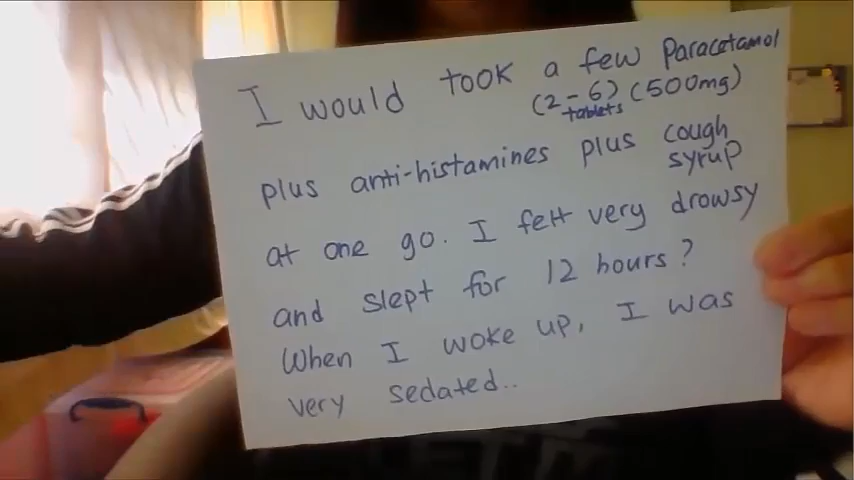 I would took a few Paracetamol
(2-6) (500mg)
tablets
plus anti-histamines plus cough
syrup
at one go. I felt very drowsy
and slept for 12 hours?
When I woke up, I was
very sedated..